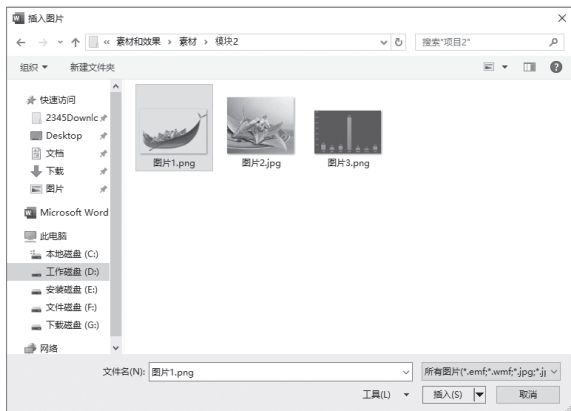 插入图片
« 素材和效果 › 素材 › 模块2
搜索"项目2"
组织
新建文件夹
快速访问
2345Downlc
Desktop
文档
下载
图片
Microsoft Word
此电脑
本地磁盘 (C:)
工作磁盘 (D:)
安装磁盘 (E:)
文件磁盘 (F:)
下载磁盘 (G:)
网络
图片1.png
图片2.jpg
图片3.png
文件名(N): 图片1.png
所有图片(*.emf;*.wmf;*.jpg;*.j
工具(L)
插入(S)
取消